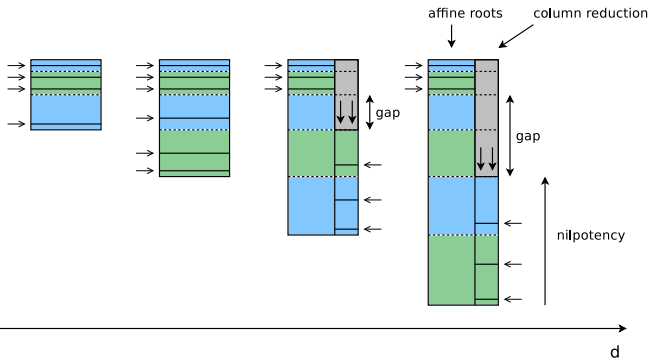 affine roots
column reduction
gap
gap
nilpotency
d